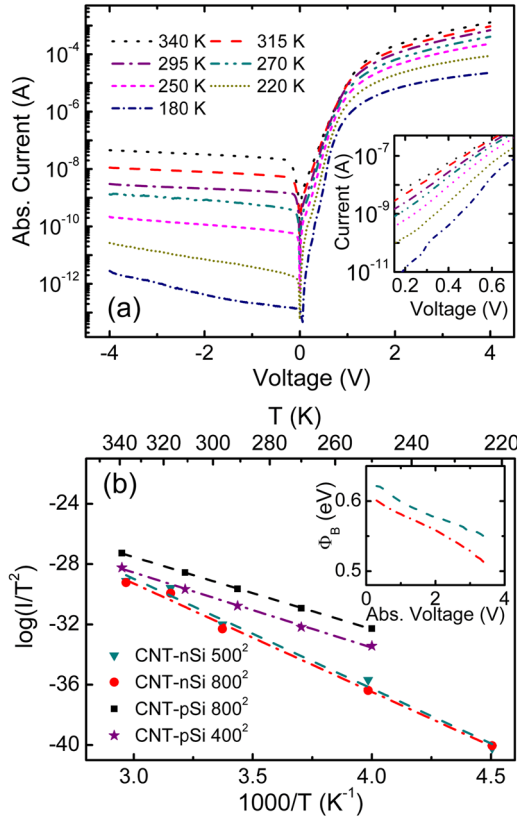 10⁻⁴
10⁻⁶
10⁻⁸
10⁻¹⁰
10⁻¹²
Abs. Current (A)
340 K
315 K
295 K
270 K
250 K
220 K
180 K
(a)
10⁻⁷
10⁻⁹
10⁻¹¹
Current (A)
0.2 0.4 0.6
Voltage (V)
-4 -2 0 2 4
Voltage (V)
T (K)
340 320 300 280 260 240 220
(b)
-24
-28
-32
-36
-40
log(I/T²)
0.6
0.5
Φ_B (eV)
0 2 4
Abs. Voltage (V)
CNT-nSi 500²
CNT-nSi 800²
CNT-pSi 800²
CNT-pSi 400²
3.0 3.5 4.0 4.5
1000/T (K⁻¹)